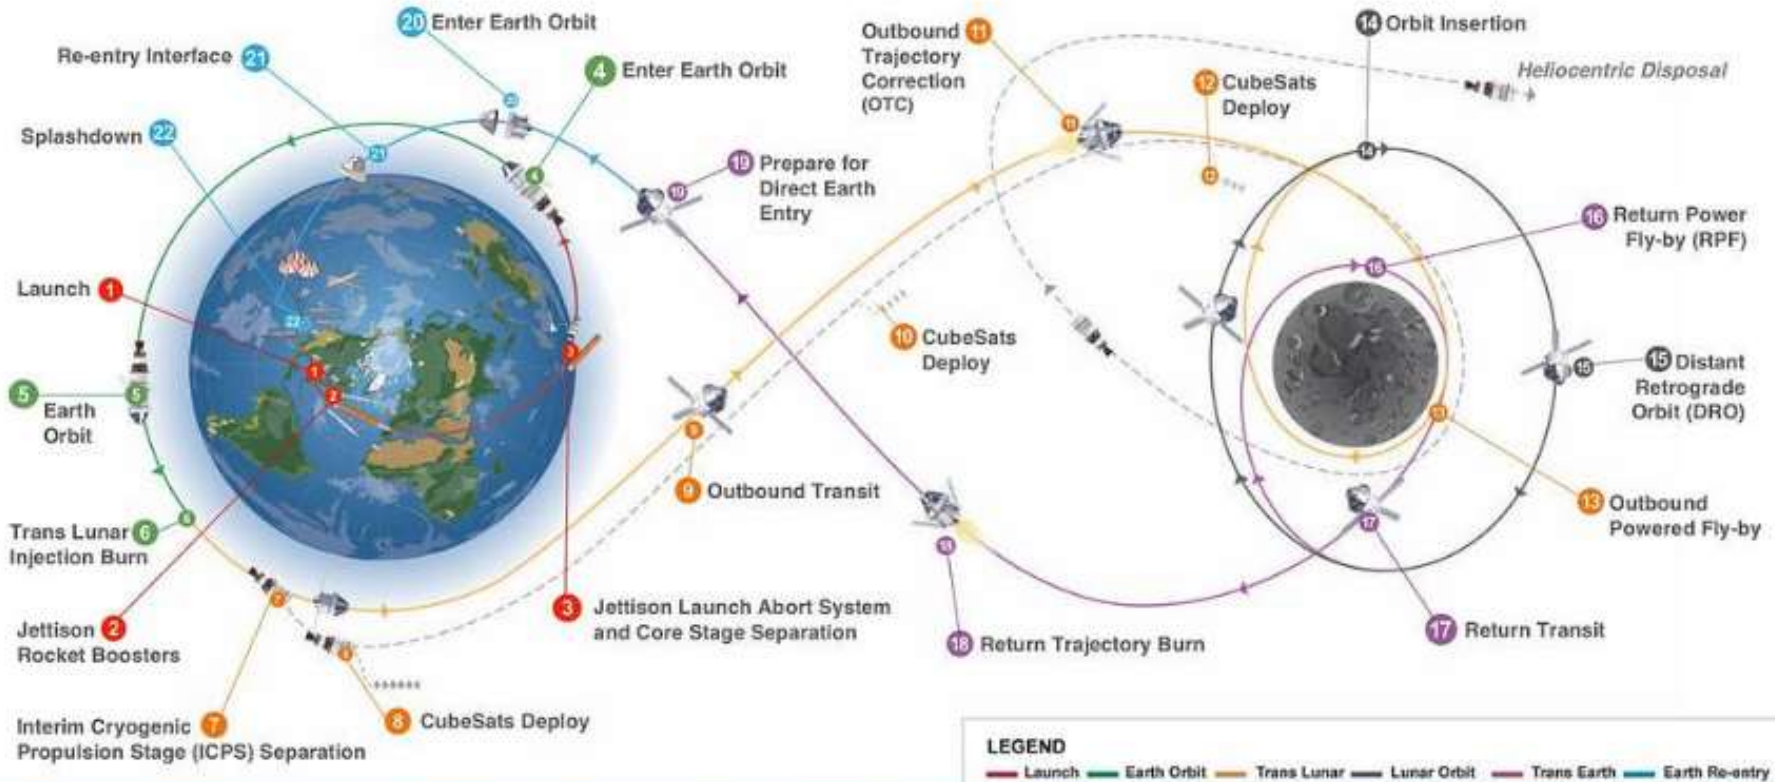 20 Enter Earth Orbit
Re-entry Interface 21
4 Enter Earth Orbit
Splashdown 22
Outbound 11
Trajectory
Correction
(OTC)
12 CubeSats
Deploy
14 Orbit Insertion
Heliocentric Disposal
19 Prepare for
Direct Earth
Entry
16 Return Power
Fly-by (RPF)
Launch 1
10 CubeSats
Deploy
15 Distant
Retrograde
Orbit (DRO)
5 Earth
Orbit
9 Outbound Transit
13 Outbound
Powered Fly-by
Trans Lunar 6
Injection Burn
Jettison 2
Rocket Boosters
3 Jettison Launch Abort System
and Core Stage Separation
18 Return Trajectory Burn
17 Return Transit
Interim Cryogenic 7
Propulsion Stage (ICPS) Separation
8 CubeSats Deploy
LEGEND
Launch Earth Orbit Trans Lunar Lunar Orbit Trans Earth Earth Re-entry